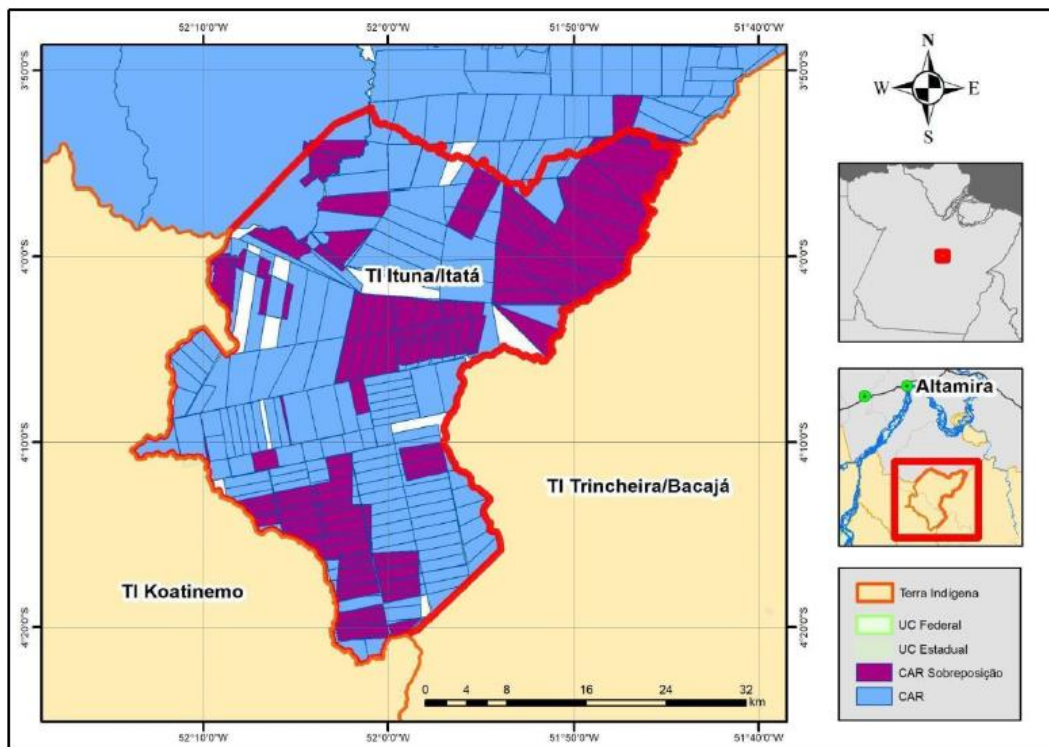 52°10'0"W 52°0'0"W 51°50'0"W 51°40'0"W
3°50'0"S 3°50'0"S
4°0'0"S 4°0'0"S
4°10'0"S 4°10'0"S
4°20'0"S 4°20'0"S
TI Ituna/Itatá
TI Trincheira/Bacajá
TI Koatinemo
0 4 8 16 24 32
km
52°10'0"W 52°0'0"W 51°50'0"W 51°40'0"W
N
W E
S
Altamira
Terra Indígena
UC Federal
UC Estadual
CAR Sobreposição
CAR